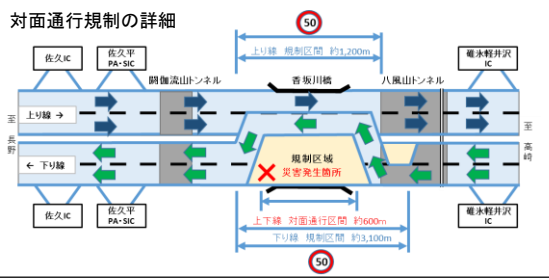 対面通行規制の詳細
50
上り線 規制区間 約1,200m
佐久IC
佐久平
PA・SIC
閼伽流山トンネル
香坂川橋
八風山トンネル
碓氷軽井沢
IC
至 長野
上り線 →
至 高崎
← 下り線
規制区域
災害発生箇所
佐久IC
佐久平
PA・SIC
碓氷軽井沢
IC
上下線 対面通行区間 約600m
下り線 規制区間 約3,100m
50